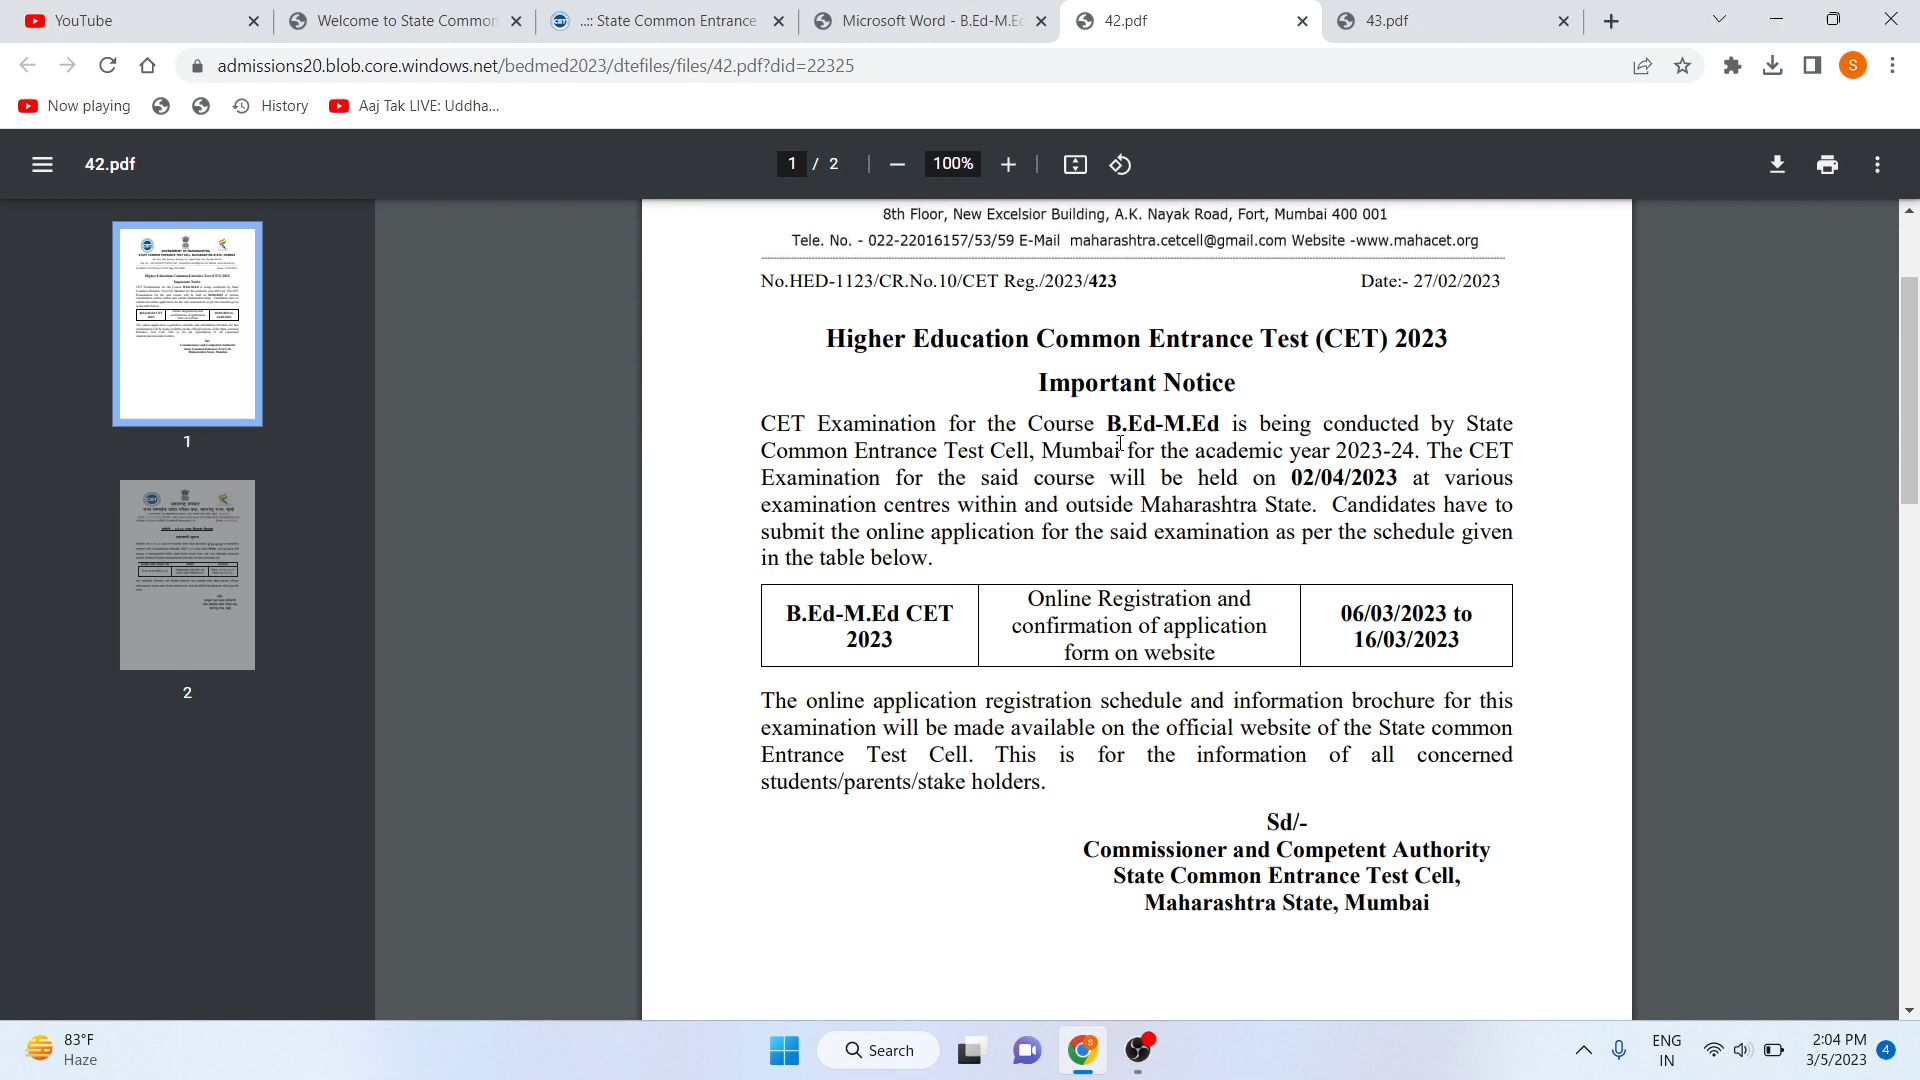 YouTube
Welcome to State Common
..:: State Common Entrance
Microsoft Word - B.Ed-M.Ed
42.pdf
43.pdf
admissions20.blob.core.windows.net/bedmed2023/dtefiles/files/42.pdf?did=22325
S
Now playing
History
Aaj Tak LIVE: Uddha...
42.pdf
1 / 2
100%
1
2
8th Floor, New Excelsior Building, A.K. Nayak Road, Fort, Mumbai 400 001
Tele. No. - 022-22016157/53/59 E-Mail maharashtra.cetcell@gmail.com Website -www.mahacet.org
No.HED-1123/CR.No.10/CET Reg./2023/423 Date:- 27/02/2023
Higher Education Common Entrance Test (CET) 2023
Important Notice
CET Examination for the Course B.Ed-M.Ed is being conducted by State
Common Entrance Test Cell, Mumbai for the academic year 2023-24. The CET
Examination for the said course will be held on 02/04/2023 at various
examination centres within and outside Maharashtra State. Candidates have to
submit the online application for the said examination as per the schedule given
in the table below.
B.Ed-M.Ed CET
2023
Online Registration and
confirmation of application
form on website
06/03/2023 to
16/03/2023
The online application registration schedule and information brochure for this
examination will be made available on the official website of the State common
Entrance Test Cell. This is for the information of all concerned
students/parents/stake holders.
Sd/-
Commissioner and Competent Authority
State Common Entrance Test Cell,
Maharashtra State, Mumbai
83°F
Haze
Search
ENG
IN
2:04 PM
3/5/2023
4